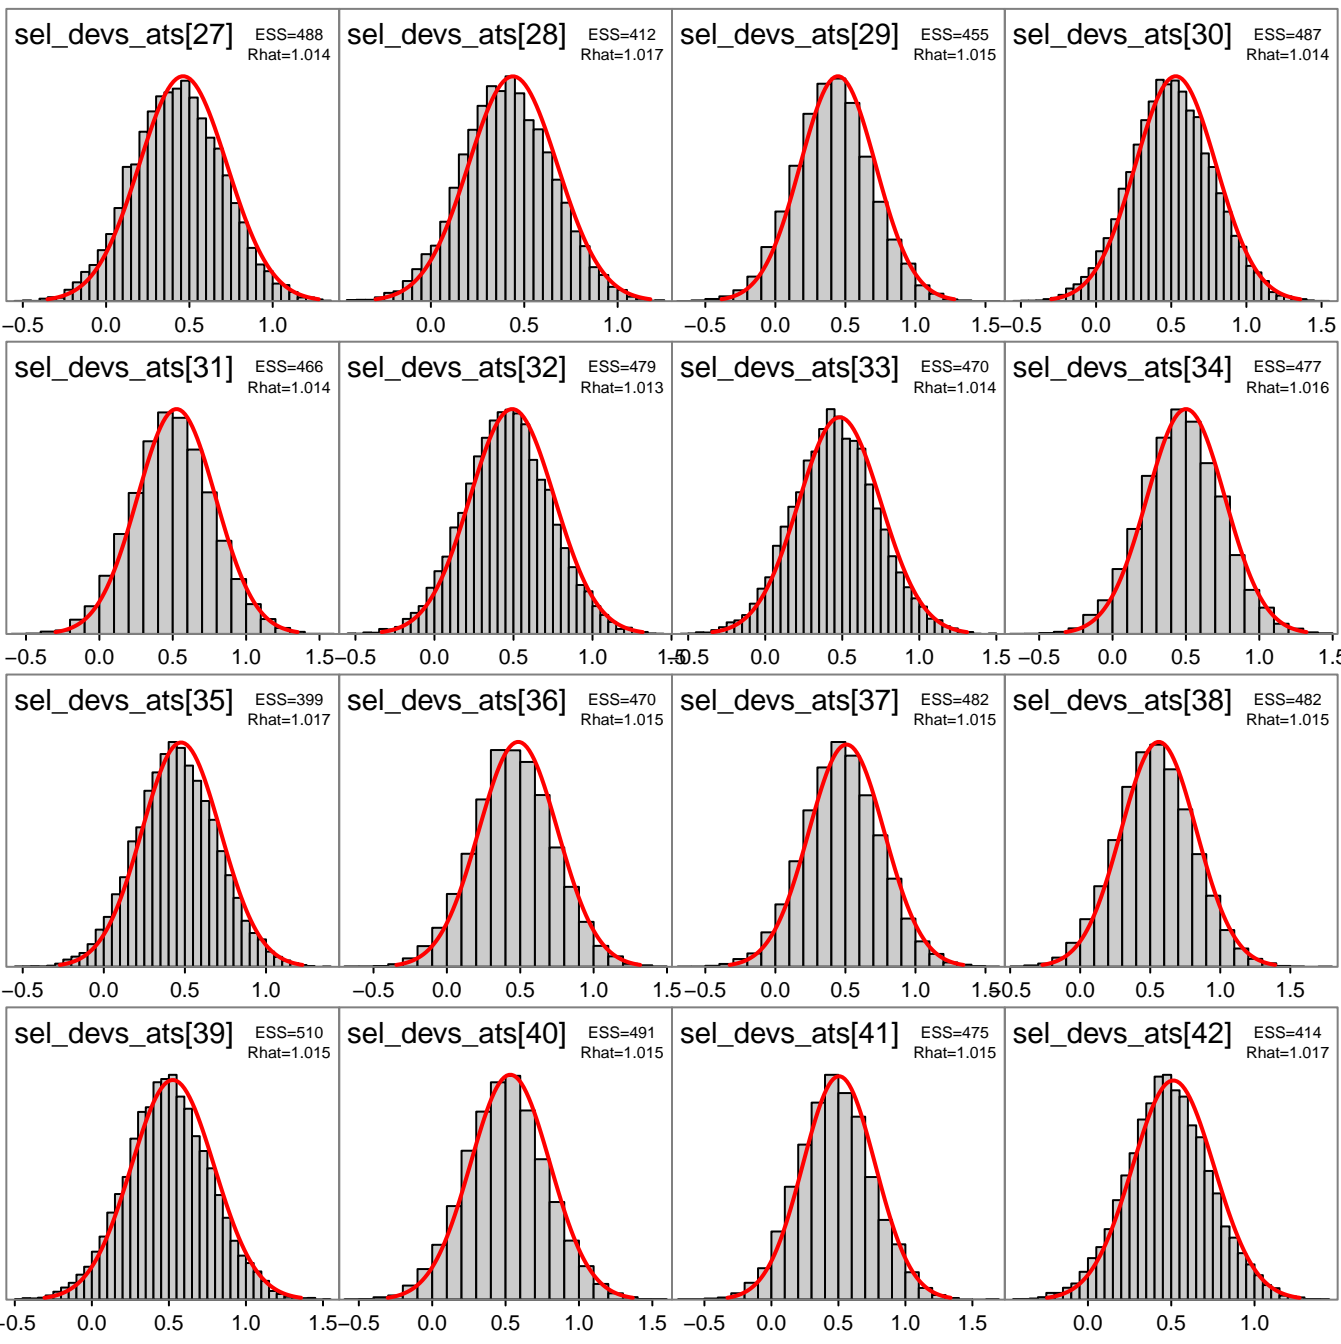 sel_devs_ats[27] ESS=488
Rhat=1.014
sel_devs_ats[28] ESS=412
Rhat=1.017
sel_devs_ats[29] ESS=455
Rhat=1.015
sel_devs_ats[30] ESS=487
Rhat=1.014
−0.5 0.0 0.5 1.0
0.0 0.5 1.0
−0.5 0.0 0.5 1.0 1.5
−0.5 0.0 0.5 1.0 1.5
sel_devs_ats[31] ESS=466
Rhat=1.014
sel_devs_ats[32] ESS=479
Rhat=1.013
sel_devs_ats[33] ESS=470
Rhat=1.014
sel_devs_ats[34] ESS=477
Rhat=1.016
−0.5 0.0 0.5 1.0 1.5
−0.5 0.0 0.5 1.0 1.5
−0.5 0.0 0.5 1.0 1.5
−0.5 0.0 0.5 1.0 1.5
sel_devs_ats[35] ESS=399
Rhat=1.017
sel_devs_ats[36] ESS=470
Rhat=1.015
sel_devs_ats[37] ESS=482
Rhat=1.015
sel_devs_ats[38] ESS=482
Rhat=1.015
−0.5 0.0 0.5 1.0
−0.5 0.0 0.5 1.0 1.5
−0.5 0.0 0.5 1.0 1.5
−0.5 0.0 0.5 1.0 1.5
sel_devs_ats[39] ESS=510
Rhat=1.015
sel_devs_ats[40] ESS=491
Rhat=1.015
sel_devs_ats[41] ESS=475
Rhat=1.015
sel_devs_ats[42] ESS=414
Rhat=1.017
−0.5 0.0 0.5 1.0 1.5
0.0 0.5 1.0 1.5
−0.5 0.0 0.5 1.0 1.5
0.0 0.5 1.0